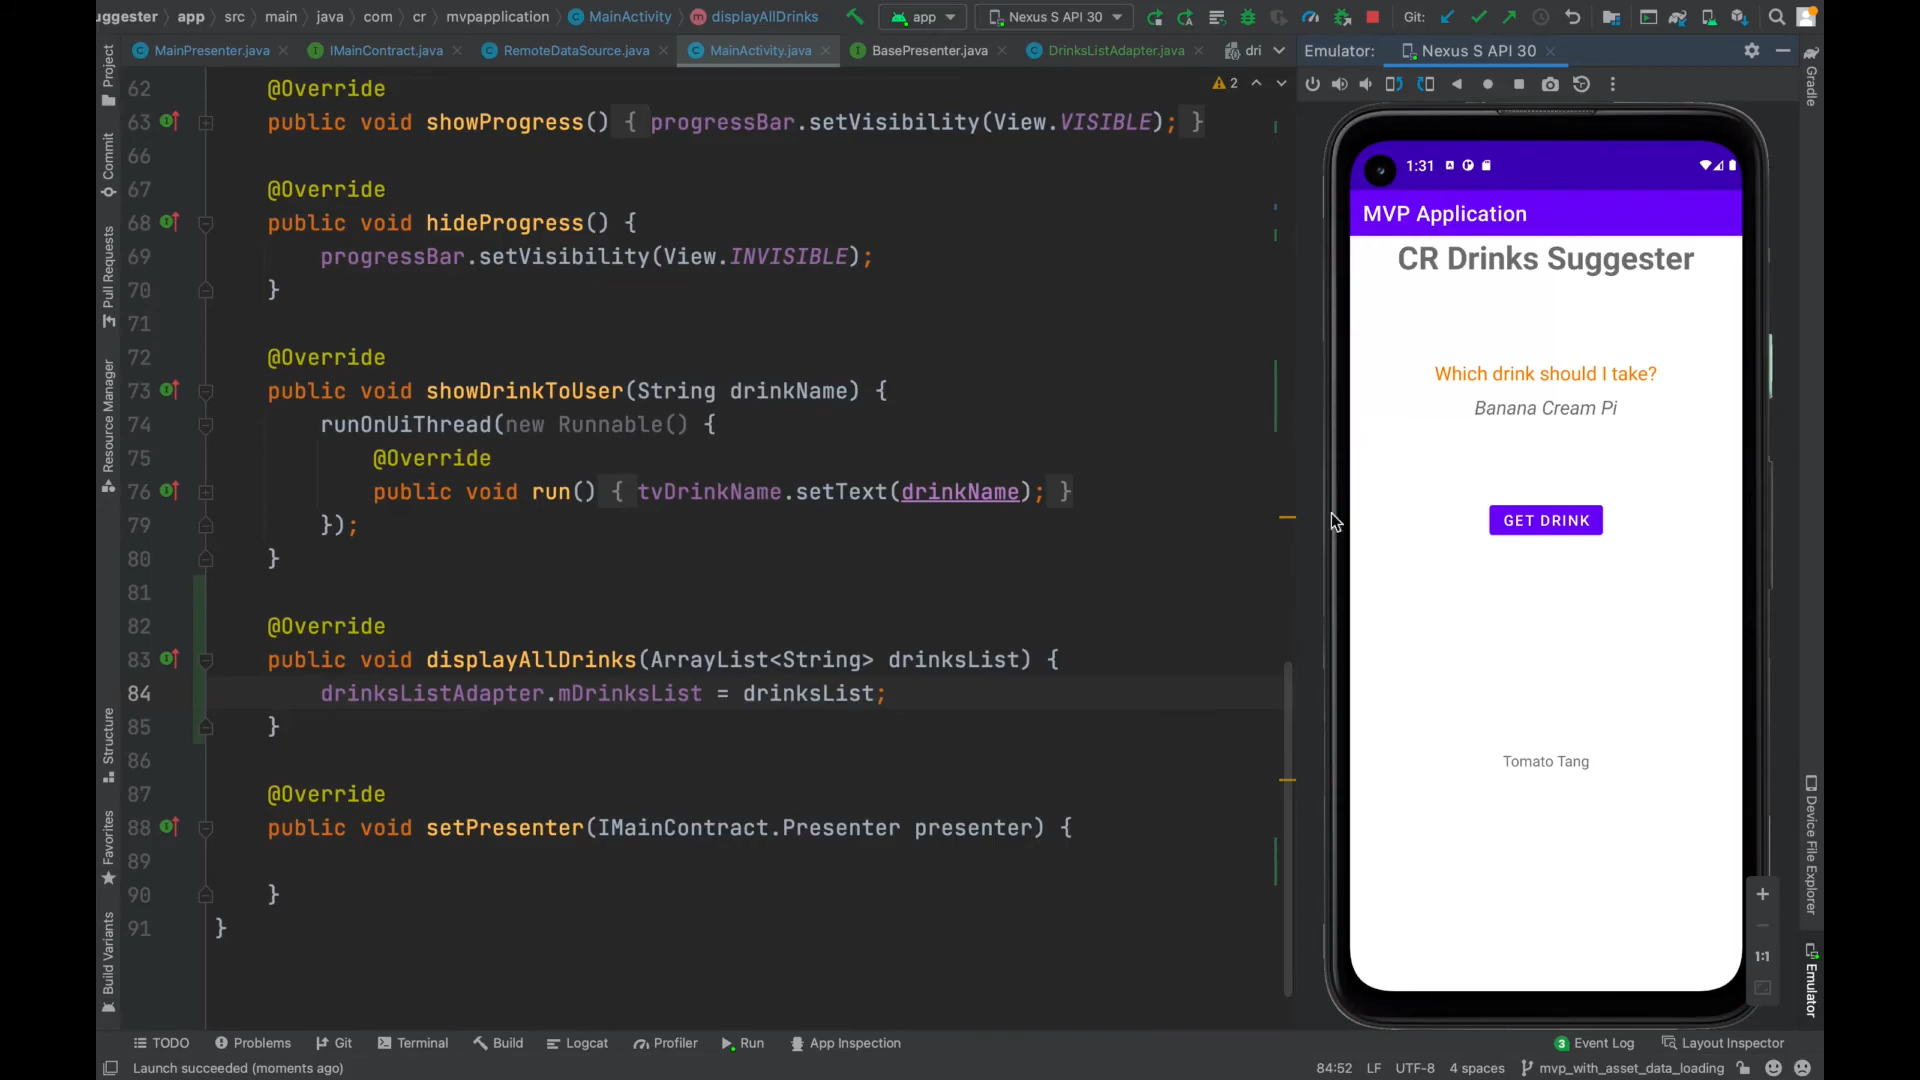 uggester app src main java com cr mvpapplication MainActivity displayAllDrinks app Nexus S API 30 Git:
MainPresenter.java IMainContract.java RemoteDataSource.java MainActivity.java BasePresenter.java DrinksListAdapter.java dri Emulator: Nexus S API 30
Project
Commit
Pull Requests
Resource Manager
Structure
Favorites
Build Variants
2
62 @Override
63 public void showProgress() { progressBar.setVisibility(View.VISIBLE); }
66
67 @Override
68 public void hideProgress() {
69 progressBar.setVisibility(View.INVISIBLE);
70 }
71
72 @Override
73 public void showDrinkToUser(String drinkName) {
74 runOnUiThread(new Runnable() {
75 @Override
76 public void run() { tvDrinkName.setText(drinkName); }
79 });
80 }
81
82 @Override
83 public void displayAllDrinks(ArrayList<String> drinksList) {
84 drinksListAdapter.mDrinksList = drinksList;
85 }
86
87 @Override
88 public void setPresenter(IMainContract.Presenter presenter) {
89
90 }
91 }
1:31
MVP Application
CR Drinks Suggester
Which drink should I take?
Banana Cream Pi
GET DRINK
Tomato Tang
1:1
Gradle
Device File Explorer
Emulator
TODO Problems Git Terminal Build Logcat Profiler Run App Inspection 3 Event Log Layout Inspector
Launch succeeded (moments ago) 84:52 LF UTF-8 4 spaces mvp_with_asset_data_loading